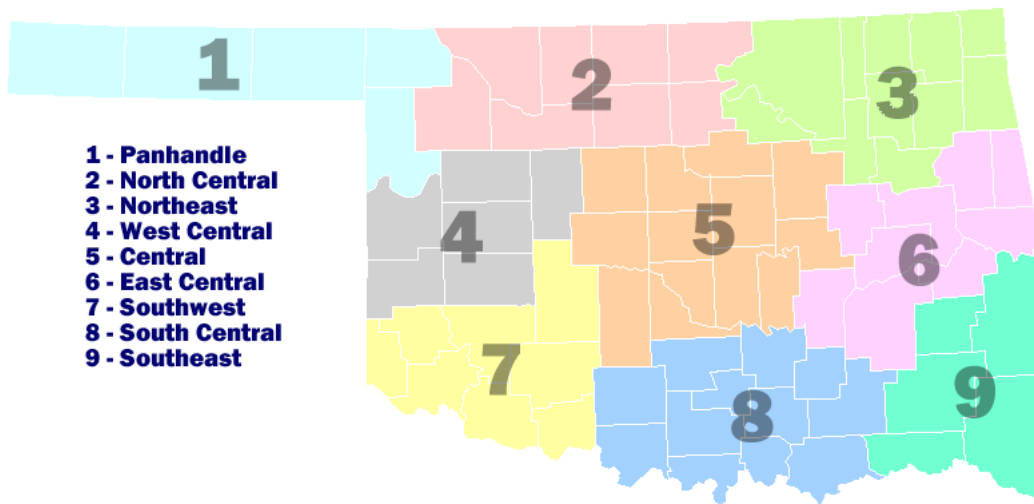 1
2
3
1 - Panhandle
2 - North Central
3 - Northeast
4 - West Central
5 - Central
6 - East Central
7 - Southwest
8 - South Central
9 - Southeast
4
5
6
7
8
9